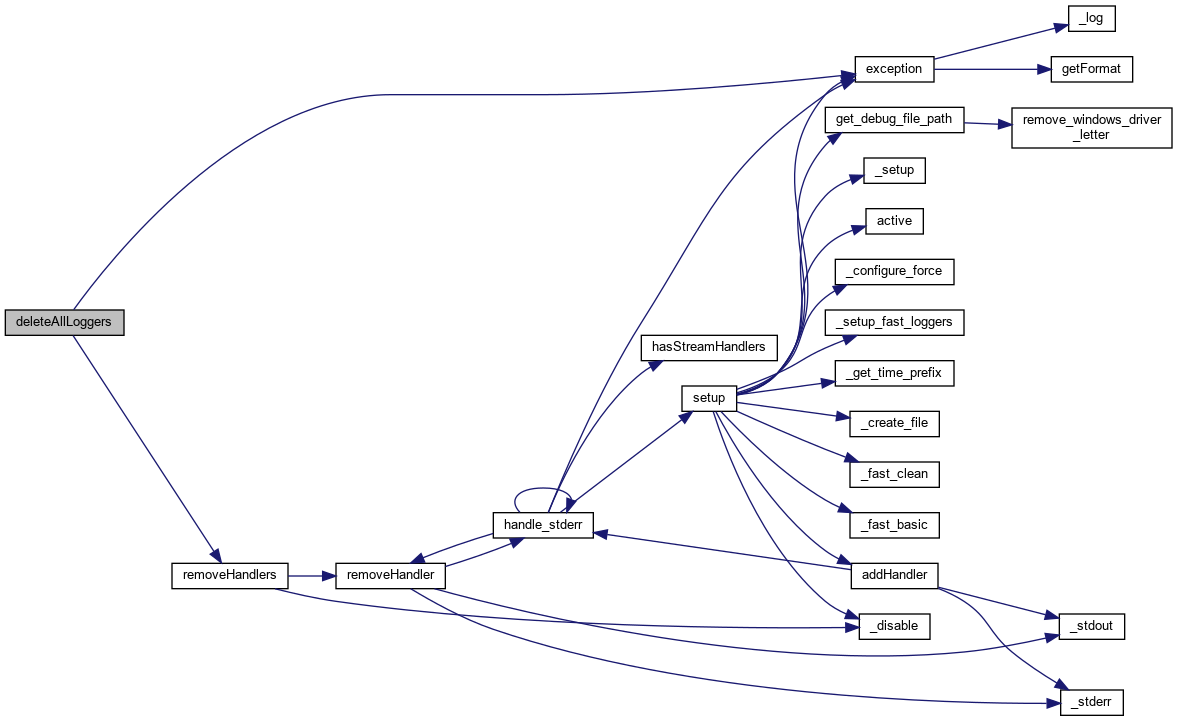 _log
exception
getFormat
get_debug_file_path
remove_windows_driver
_letter
_setup
active
_configure_force
deleteAllLoggers
_setup_fast_loggers
hasStreamHandlers
_get_time_prefix
setup
_create_file
_fast_clean
handle_stderr
_fast_basic
removeHandlers
removeHandler
addHandler
_disable
_stdout
_stderr